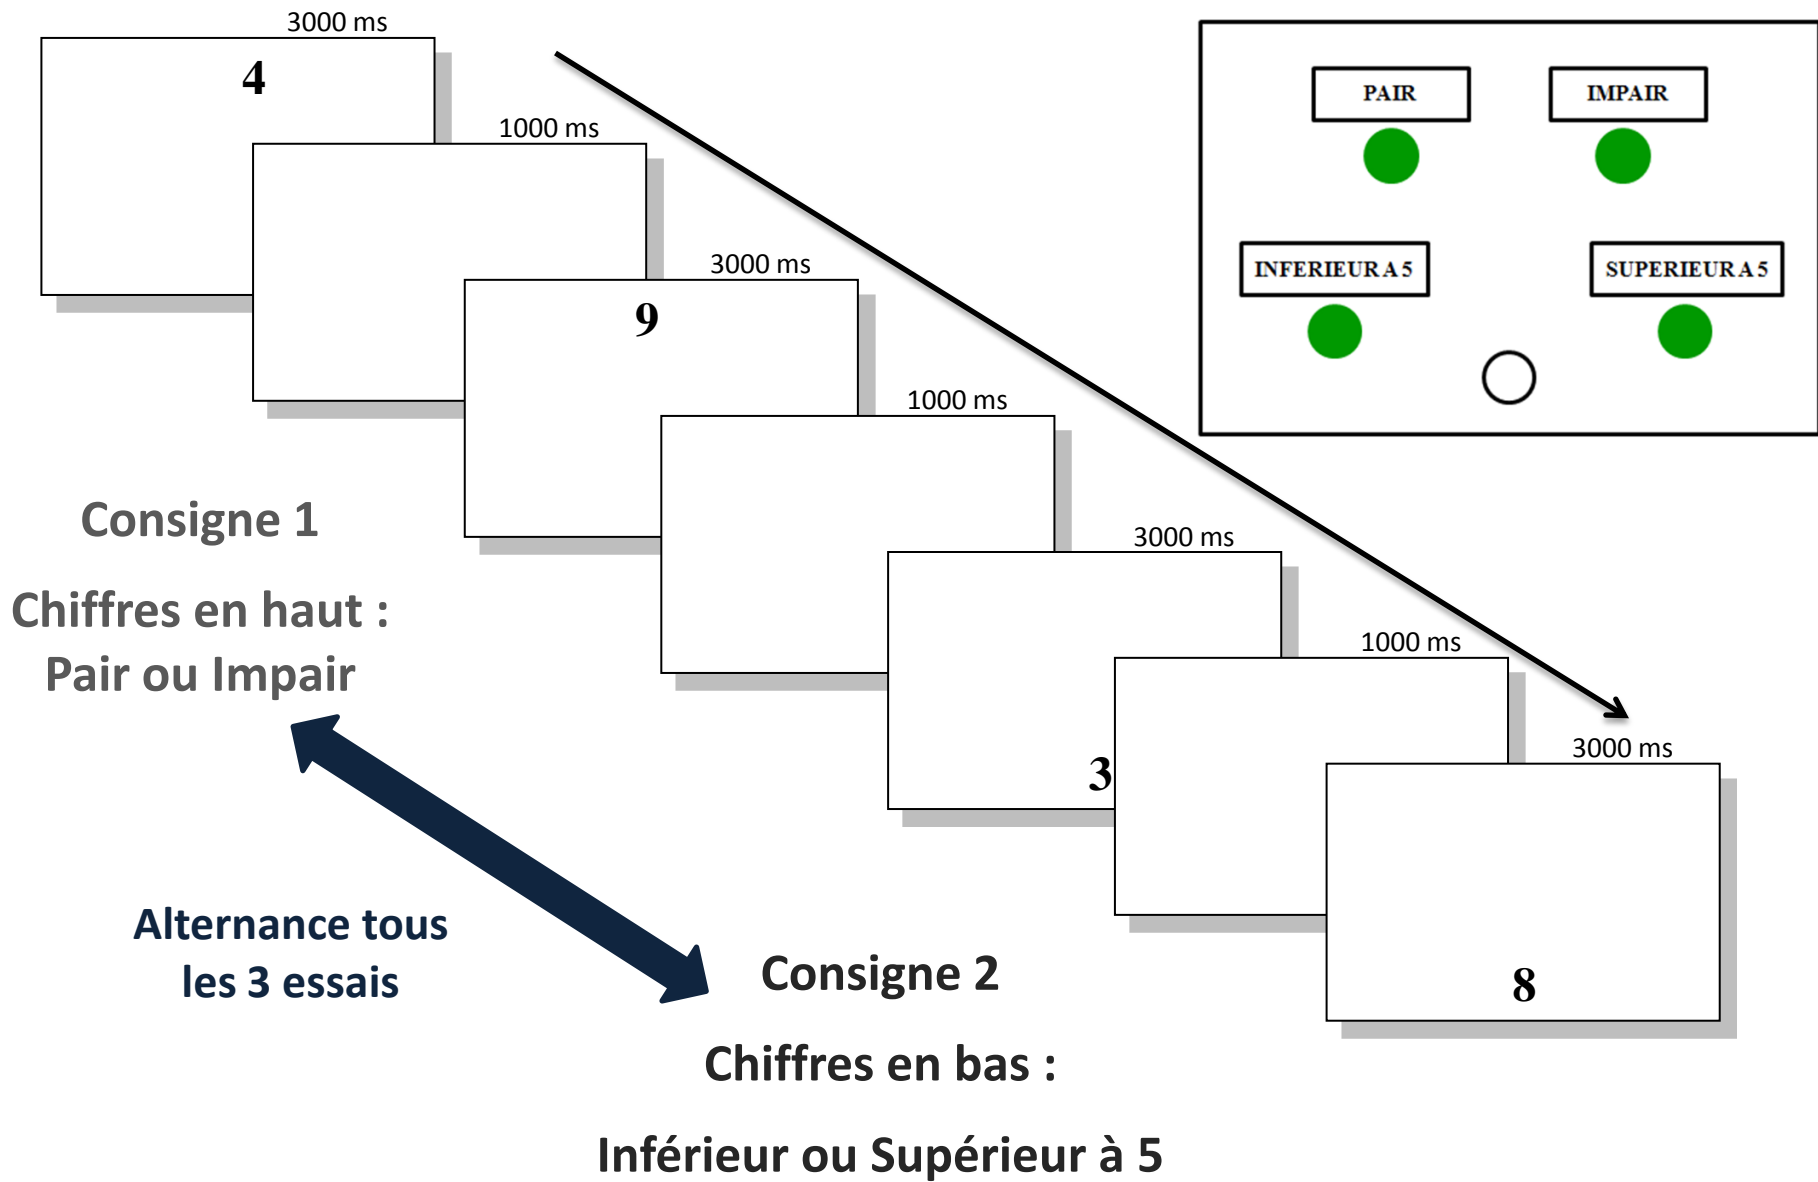 3000 ms
4
1000 ms
3000 ms
9
1000 ms
3000 ms
3
1000 ms
3000 ms
8
PAIR
IMPAIR
INFERIEUR A 5
SUPERIEUR A 5
Consigne 1
Chiffres en haut :
Pair ou Impair
Alternance tous
les 3 essais
Consigne 2
Chiffres en bas :
Inférieur ou Supérieur à 5